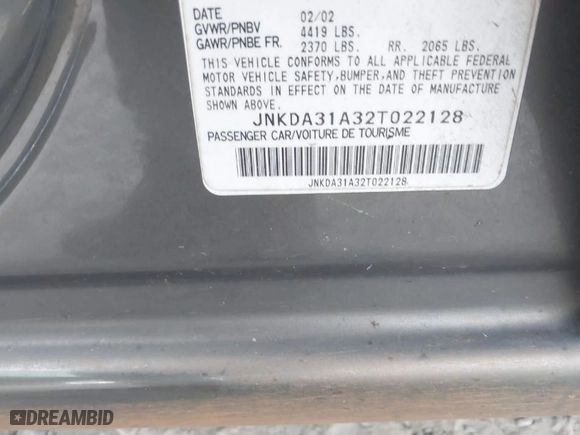 DATE 02/02
GVWR/PNBV 4419 LBS.
GAWR/PNBE FR. 2370 LBS. RR. 2065 LBS.
THIS VEHICLE CONFORMS TO ALL APPLICABLE FEDERAL
MOTOR VEHICLE SAFETY,BUMPER,AND THEFT PREVENTION
STANDARDS IN EFFECT ON THE DATE OF MANUFACTURE
SHOWN ABOVE.
JNKDA31A32T022128
PASSENGER CAR/VOITURE DE TOURISME
JNKDA31A32T022128
DREAMBID